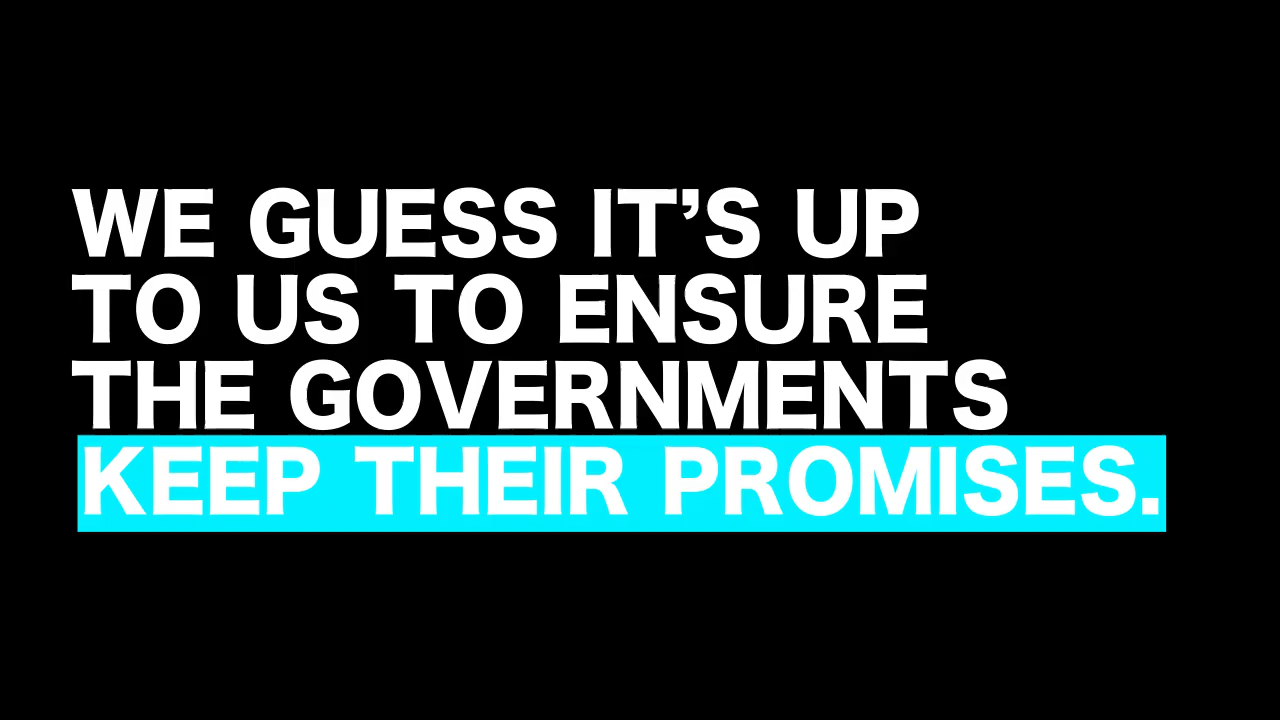 WE GUESS IT’S UP
TO US TO ENSURE
THE GOVERNMENTS
KEEP THEIR PROMISES.